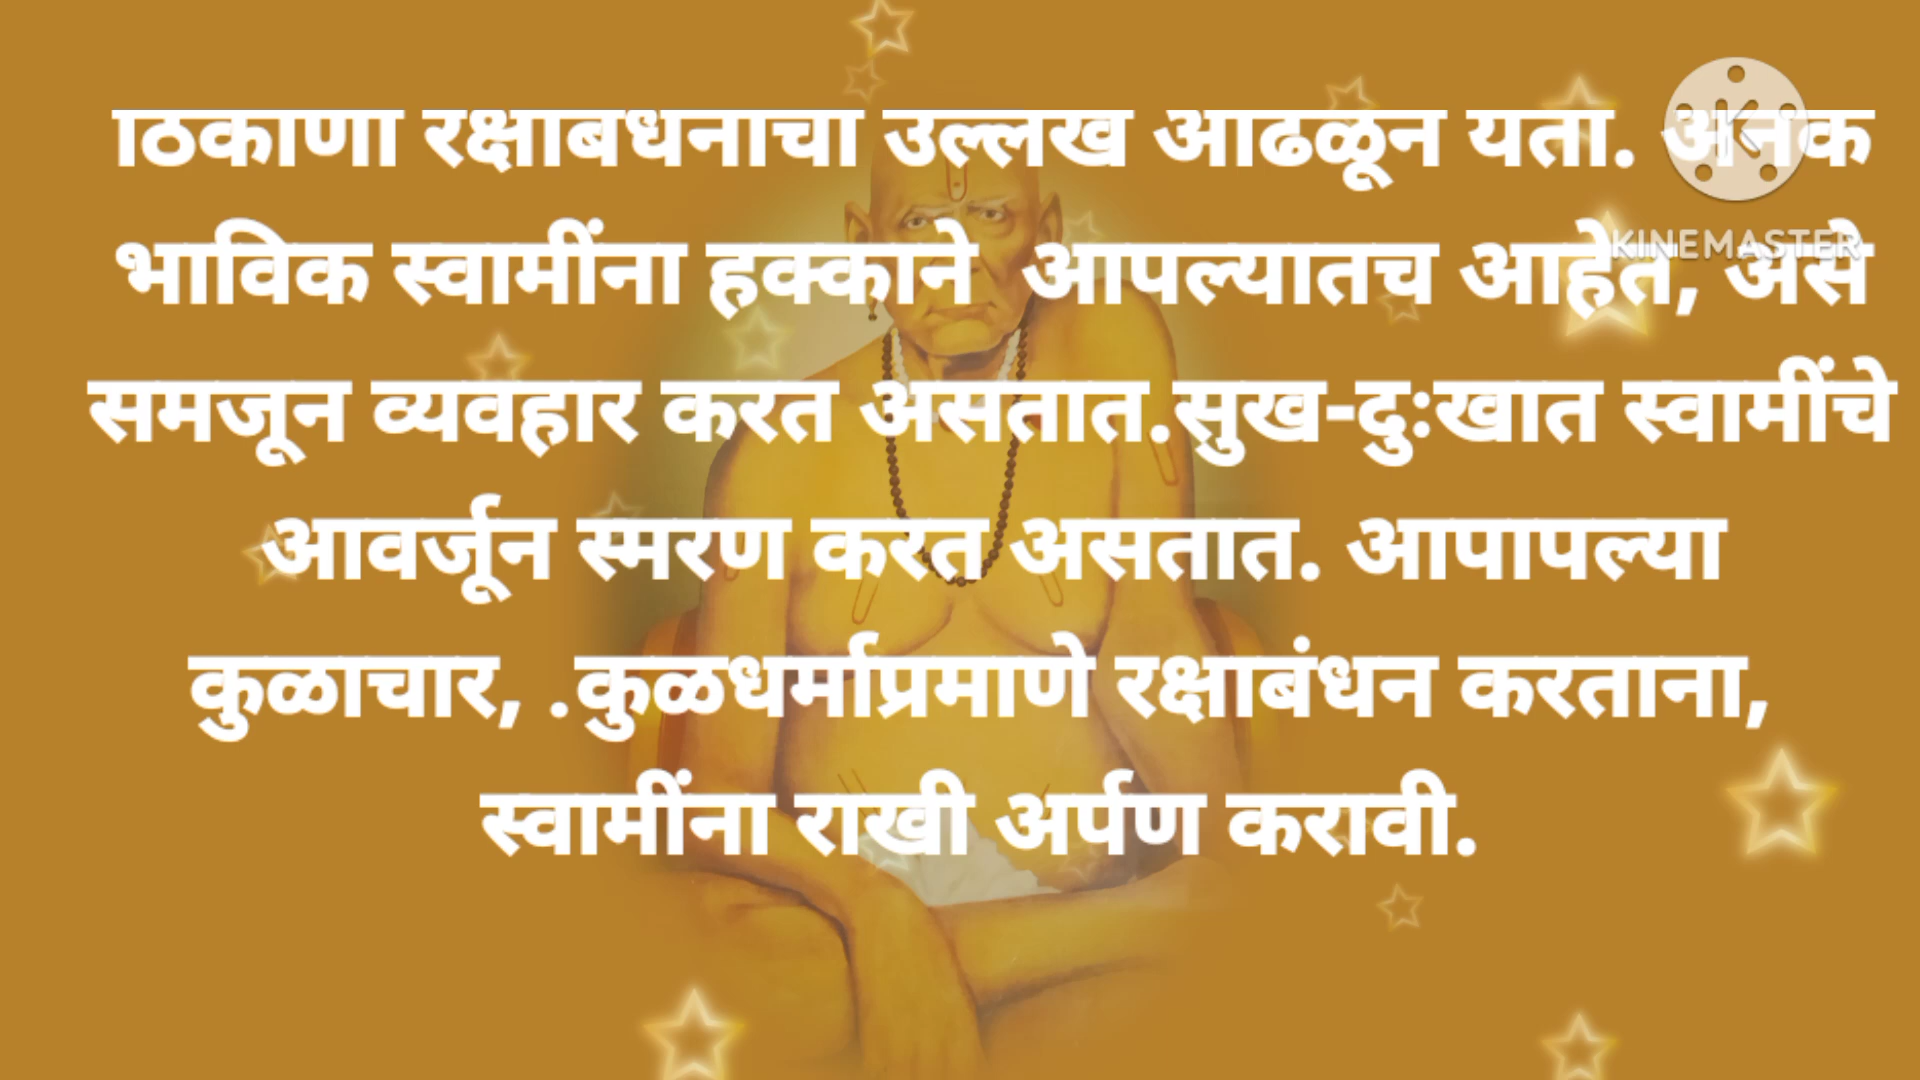 ठिकाणी रक्षाबंधनाचा उल्लेख आढळून येतो. अनेक
भाविक स्वामींना हक्काने आपल्यातच आहेत, असे
समजून व्यवहार करत असतात.सुख-दुःखात स्वामींचे
आवर्जून स्मरण करत असतात. आपापल्या
कुळाचार, .कुळधर्माप्रमाणे रक्षाबंधन करताना,
स्वामींना राखी अर्पण करावी.
KINEMASTER